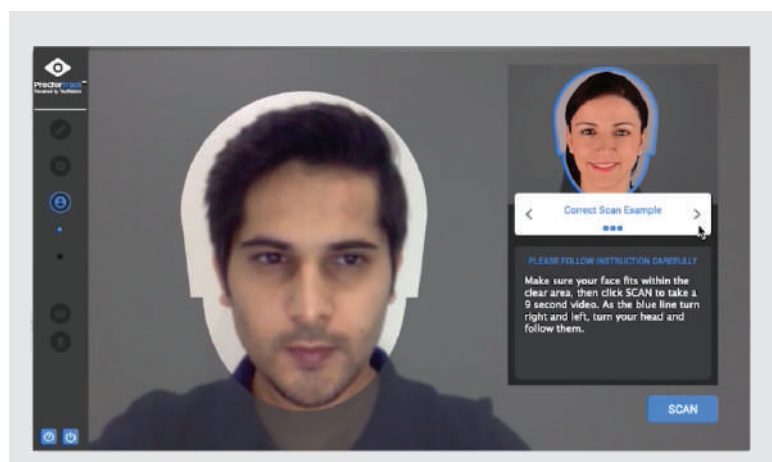 ProctorTrack™
Correct Scan Example
PLEASE FOLLOW INSTRUCTION CAREFULLY
Make sure your face fits within the
clear area, then click SCAN to take a
9 second video. As the blue line turn
right and left, turn your head and
follow them.
SCAN